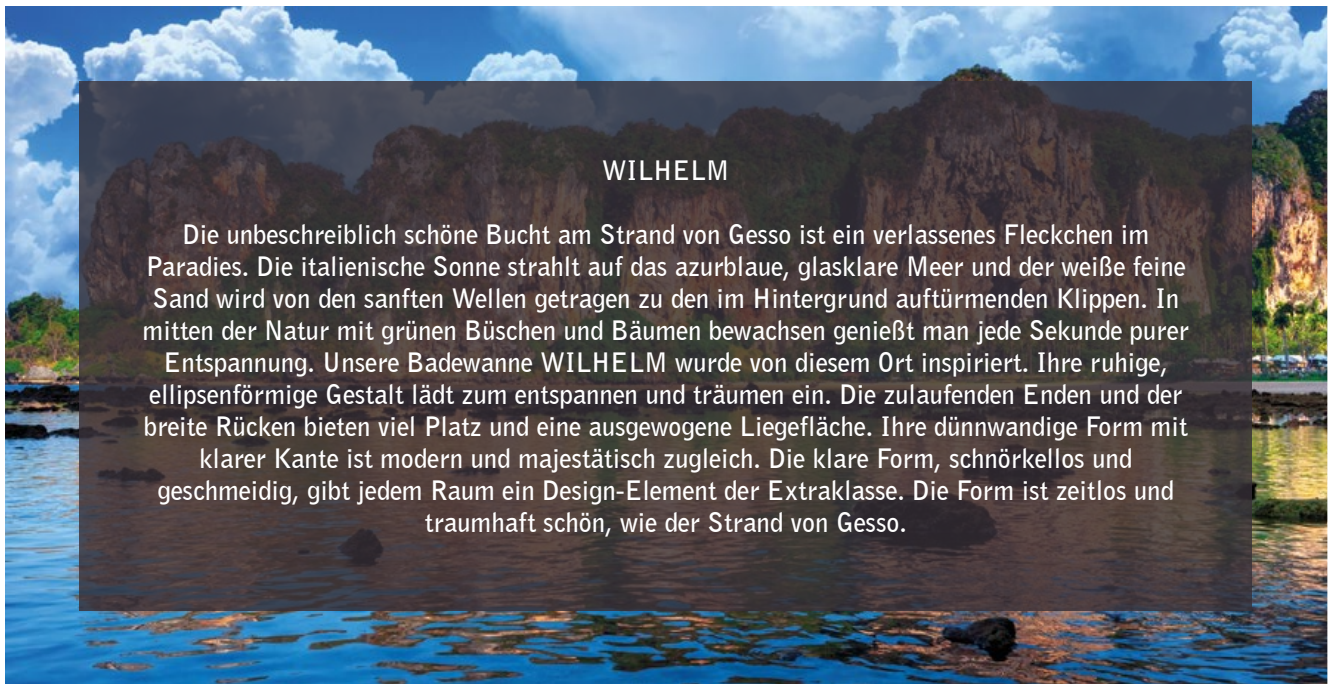 WILHELM
Die unbeschreiblich schöne Bucht am Strand von Gesso ist ein verlassenes Fleckchen im
Paradies. Die italienische Sonne strahlt auf das azurblaue, glasklare Meer und der weiße feine
Sand wird von den sanften Wellen getragen zu den im Hintergrund auftürmenden Klippen. In
mitten der Natur mit grünen Büschen und Bäumen bewachsen genießt man jede Sekunde purer
Entspannung. Unsere Badewanne WILHELM wurde von diesem Ort inspiriert. Ihre ruhige,
ellipsenförmige Gestalt lädt zum entspannen und träumen ein. Die zulaufenden Enden und der
breite Rücken bieten viel Platz und eine ausgewogene Liegefläche. Ihre dünnwandige Form mit
klarer Kante ist modern und majestätisch zugleich. Die klare Form, schnörkellos und
geschmeidig, gibt jedem Raum ein Design-Element der Extraklasse. Die Form ist zeitlos und
traumhaft schön, wie der Strand von Gesso.